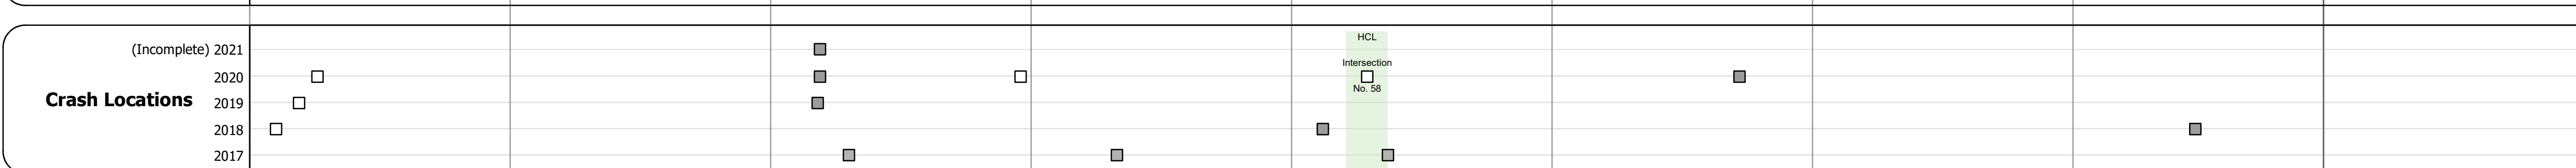 HCL
(Incomplete) 2021
Intersection
2020
No. 58
Crash Locations
2019
2018
2017